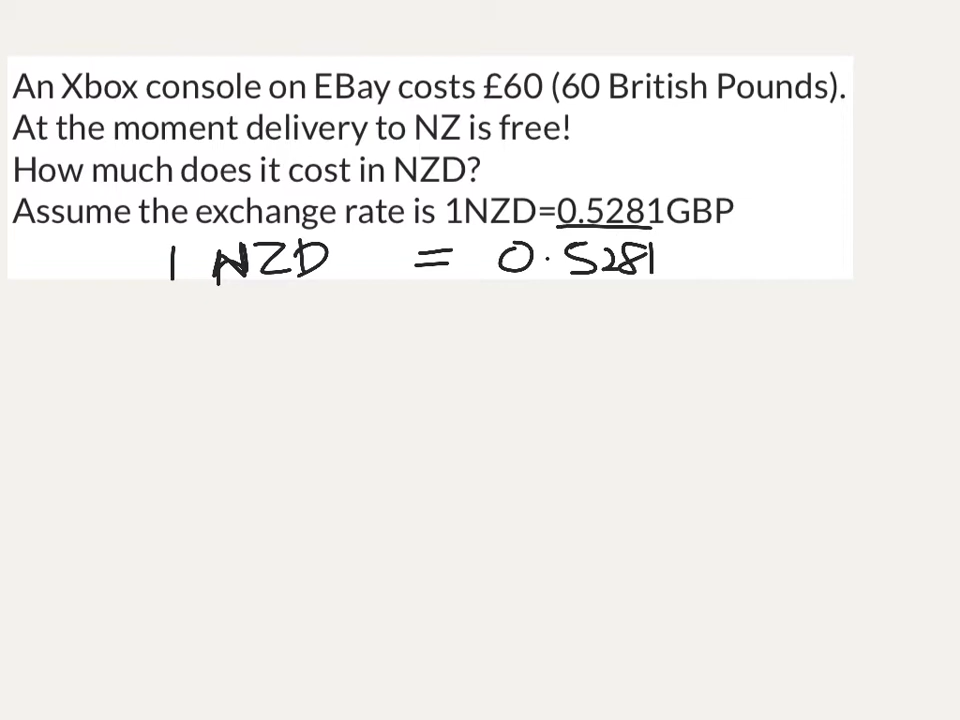 An Xbox console on EBay costs £60 (60 British Pounds).
At the moment delivery to NZ is free!
How much does it cost in NZD?
Assume the exchange rate is 1NZD=0.5281GBP
1 NZD = 0.5281